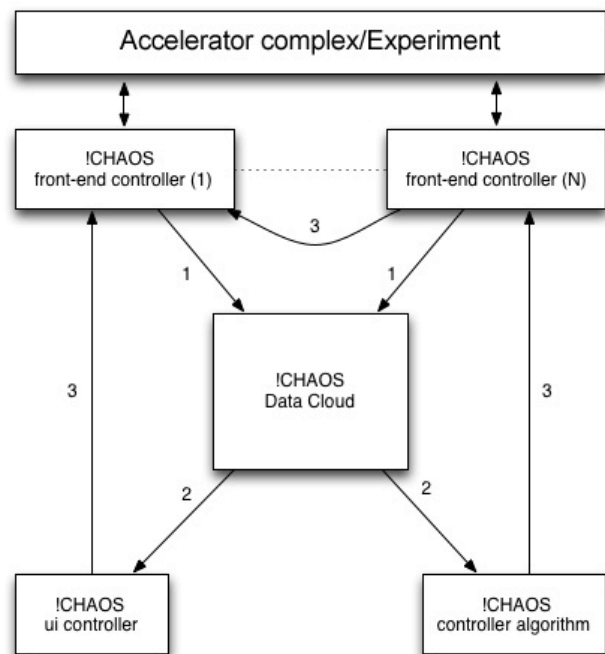 Accelerator complex/Experiment
!CHAOS
front-end controller (1)
!CHAOS
front-end controller (N)
3
1
1
!CHAOS
Data Cloud
3
3
2
2
!CHAOS
ui controller
!CHAOS
controller algorithm